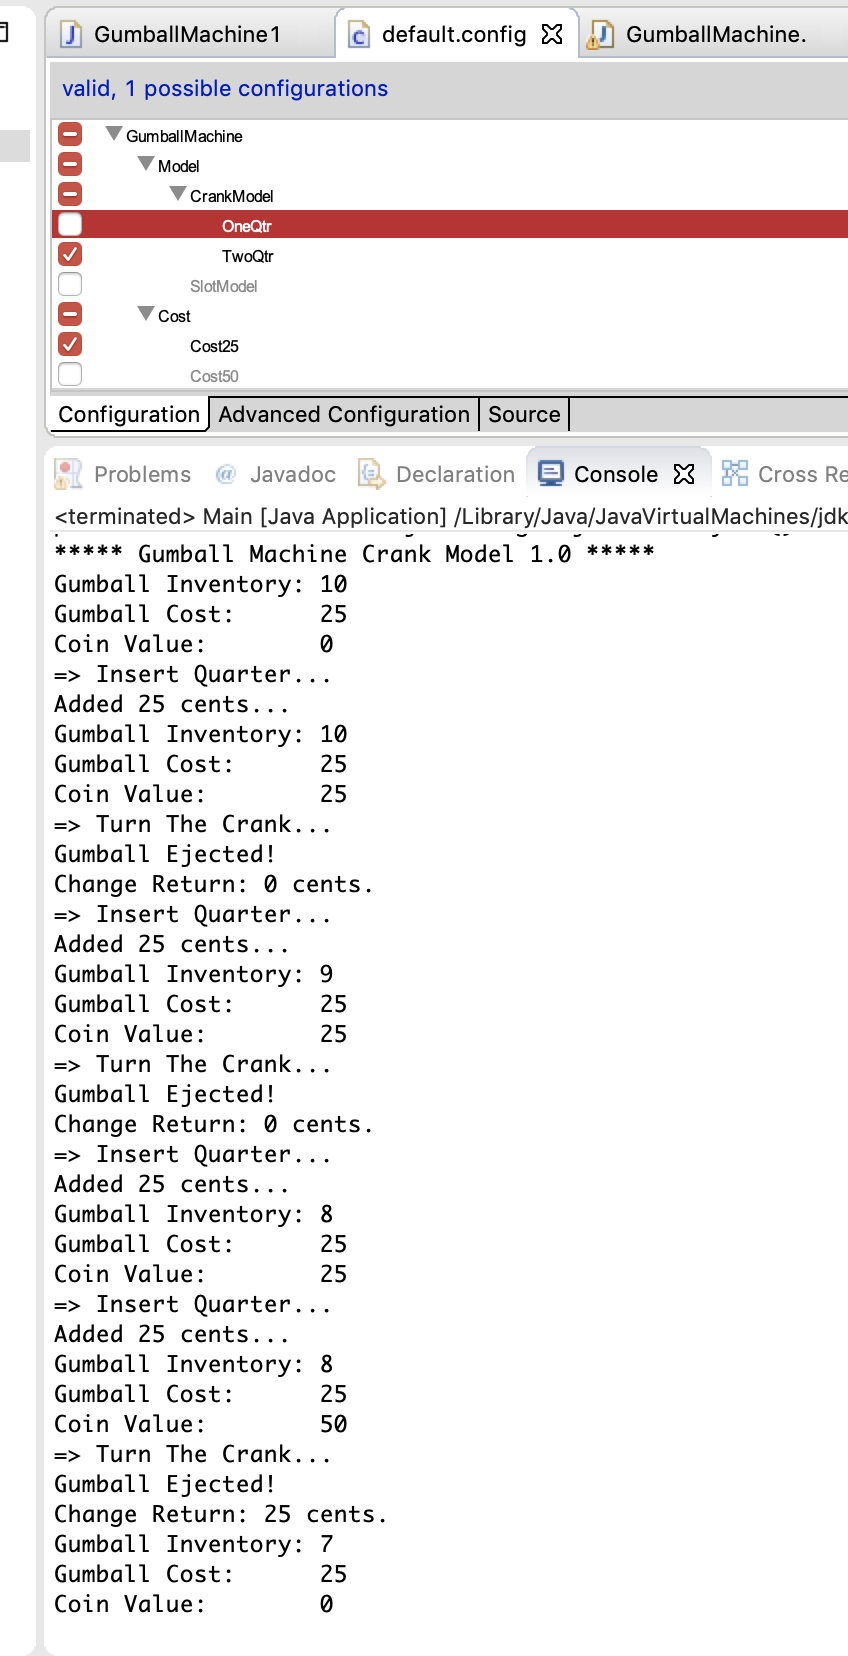 GumballMachine1
default.config
GumballMachine.
valid, 1 possible configurations
GumballMachine
Model
CrankModel
OneQtr
TwoQtr
SlotModel
Cost
Cost25
Cost50
Configuration Advanced Configuration Source
Problems @ Javadoc Declaration Console Cross Re
<terminated> Main [Java Application] /Library/Java/JavaVirtualMachines/jdk
***** Gumball Machine Crank Model 1.0 *****
Gumball Inventory: 10
Gumball Cost: 25
Coin Value: 0
=> Insert Quarter...
Added 25 cents...
Gumball Inventory: 10
Gumball Cost: 25
Coin Value: 25
=> Turn The Crank...
Gumball Ejected!
Change Return: 0 cents.
=> Insert Quarter...
Added 25 cents...
Gumball Inventory: 9
Gumball Cost: 25
Coin Value: 25
=> Turn The Crank...
Gumball Ejected!
Change Return: 0 cents.
=> Insert Quarter...
Added 25 cents...
Gumball Inventory: 8
Gumball Cost: 25
Coin Value: 25
=> Insert Quarter...
Added 25 cents...
Gumball Inventory: 8
Gumball Cost: 25
Coin Value: 50
=> Turn The Crank...
Gumball Ejected!
Change Return: 25 cents.
Gumball Inventory: 7
Gumball Cost: 25
Coin Value: 0